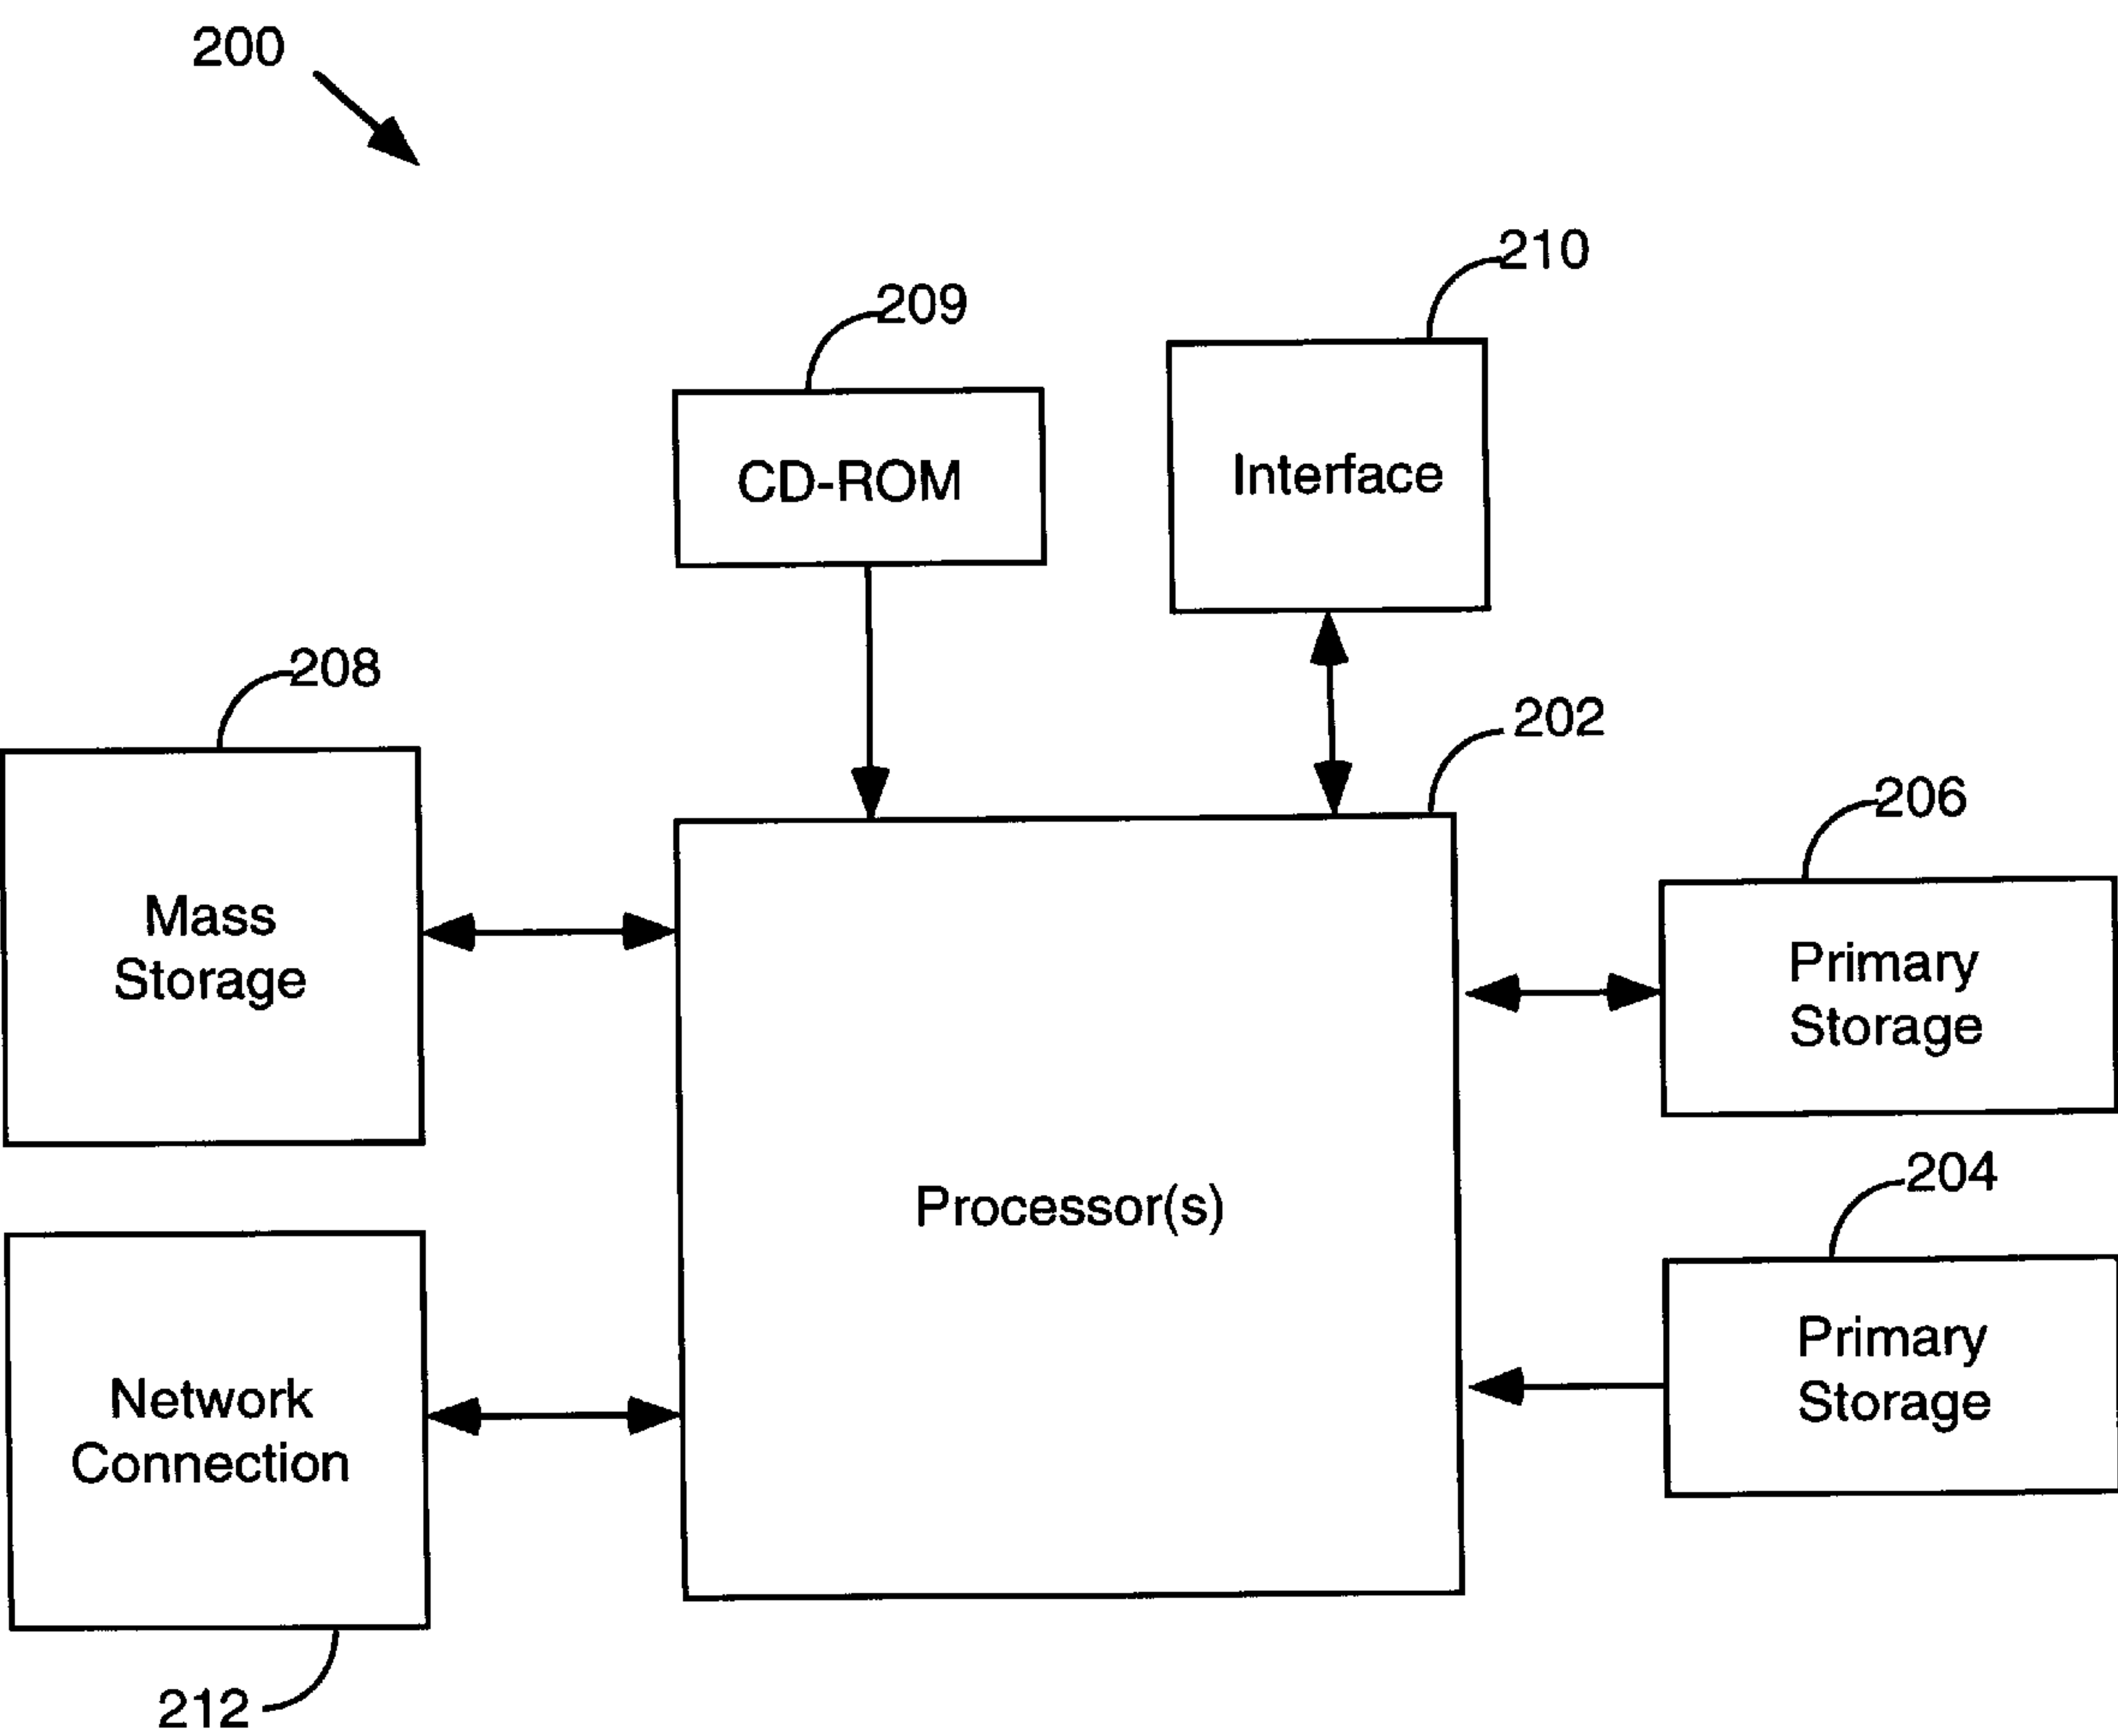 200
210
209
Interface
CD-ROM
208
202
206
Mass
Storage
Primary
Storage
204
Processor(s)
Primary
Storage
Network
Connection
212